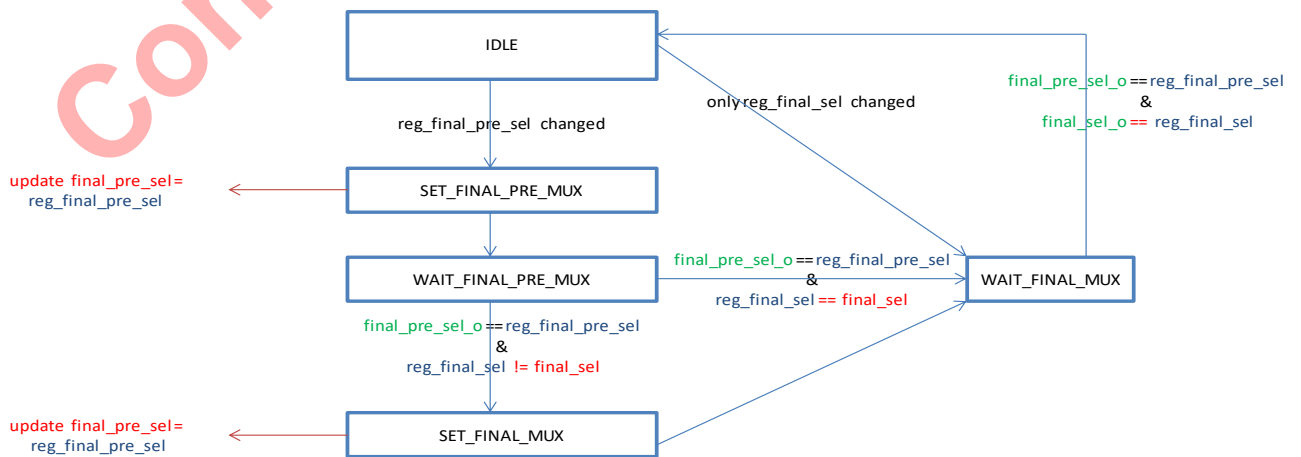 Con
IDLE
final_pre_sel_o == reg_final_pre_sel
&
final_sel_o == reg_final_sel
only reg_final_sel changed
reg_final_pre_sel changed
update final_pre_sel=
reg_final_pre_sel
SET_FINAL_PRE_MUX
WAIT_FINAL_PRE_MUX
final_pre_sel_o == reg_final_pre_sel
&
reg_final_sel == final_sel
WAIT_FINAL_MUX
final_pre_sel_o == reg_final_pre_sel
&
reg_final_sel != final_sel
update final_pre_sel=
reg_final_pre_sel
SET_FINAL_MUX